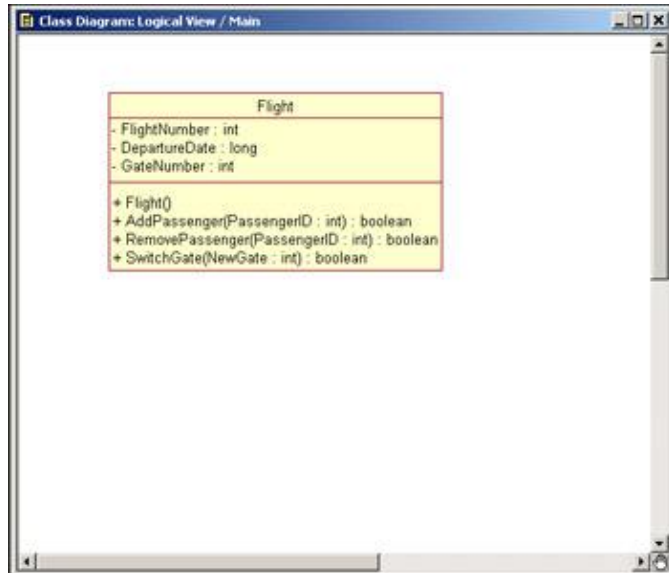 Class Diagram: Logical View / Main
Flight
- FlightNumber : int
- DepartureDate : long
- GateNumber : int
+ Flight()
+ AddPassenger(PassengerID : int) : boolean
+ RemovePassenger(PassengerID : int) : boolean
+ SwitchGate(NewGate : int) : boolean